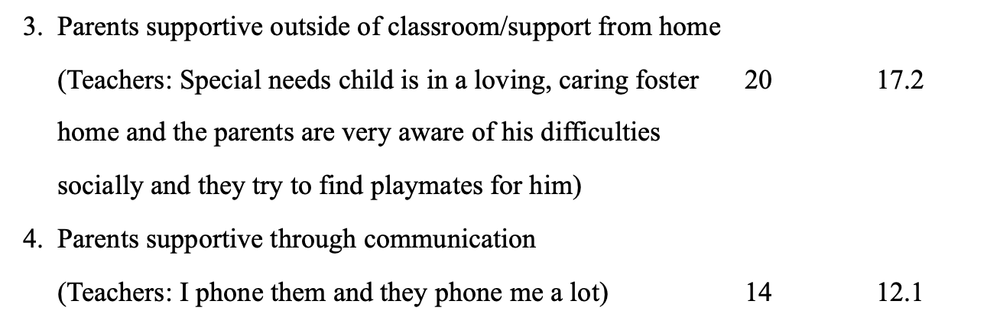 3. Parents supportive outside of classroom/support from home
(Teachers: Special needs child is in a loving, caring foster 20 17.2
home and the parents are very aware of his difficulties
socially and they try to find playmates for him)
4. Parents supportive through communication
(Teachers: I phone them and they phone me a lot) 14 12.1